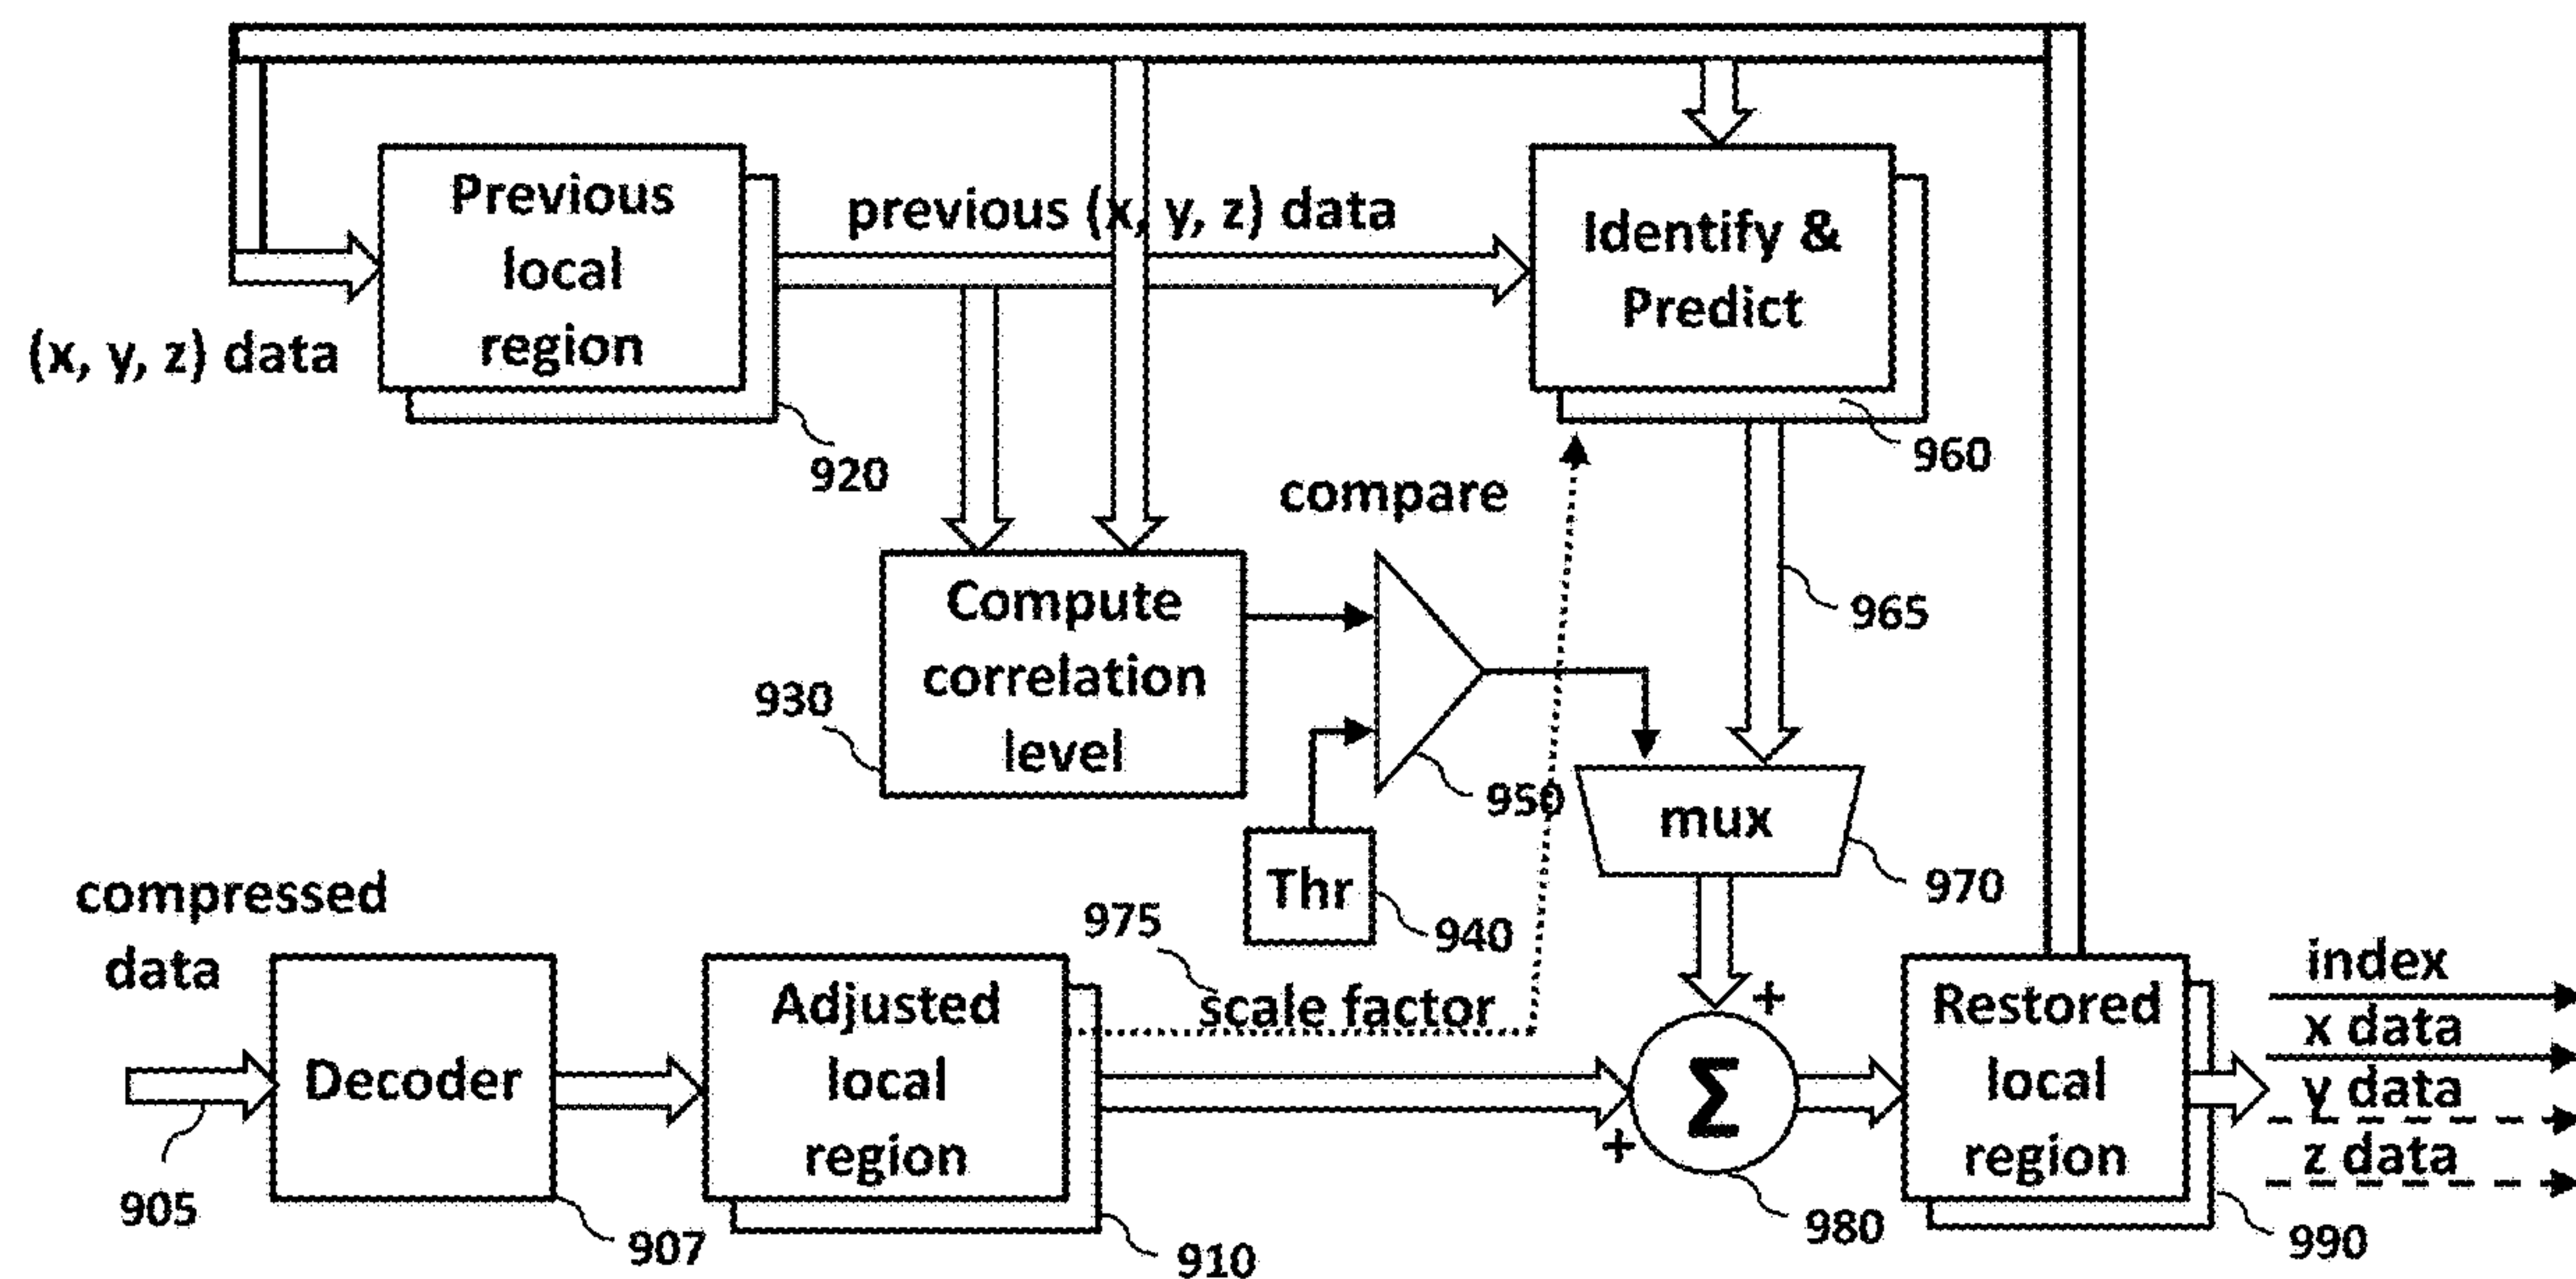 Previous
local
region
previous (x, y, z) data
Identify &
Predict
(x, y, z) data
920
960
compare
Compute
correlation
level
930
965
950
mux
970
Thr
940
compressed
data
975
scale factor
Decoder
Adjusted
local
region
+
+
Σ
Restored
local
region
index
x data
y data
z data
905
907
910
980
990